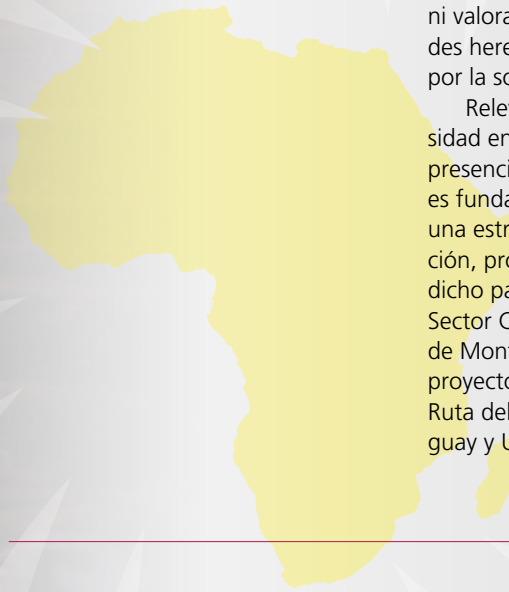 ni valora
des here
por la so
Relev
sidad en
presenci
es funda
una estr
ción, pro
dicho pa
Sector C
de Mont
proyecto
Ruta del
guay y U